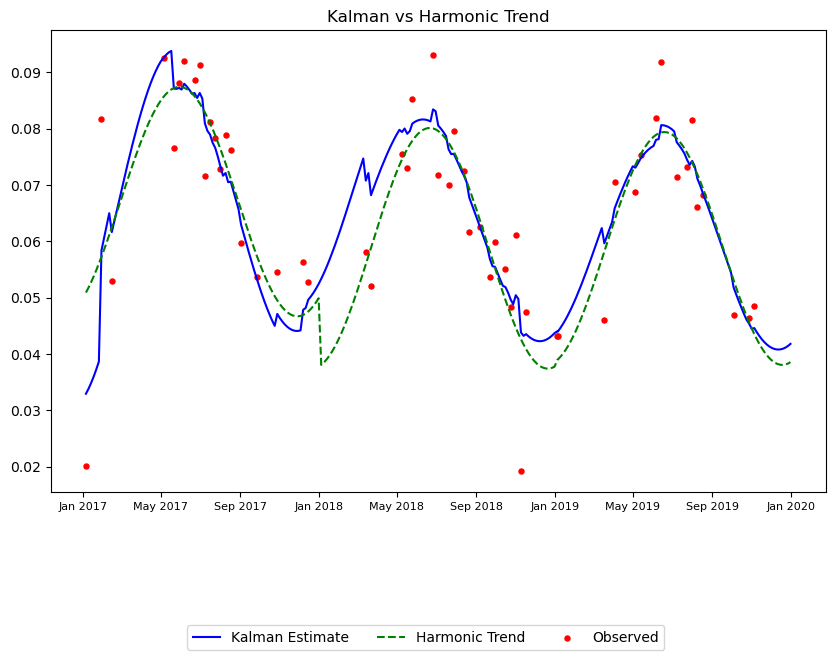 Kalman vs Harmonic Trend
0.09
0.08
0.07
0.06
0.05
0.04
0.03
0.02
Jan 2017 May 2017 Sep 2017 Jan 2018 May 2018 Sep 2018 Jan 2019 May 2019 Sep 2019 Jan 2020
Kalman Estimate Harmonic Trend Observed